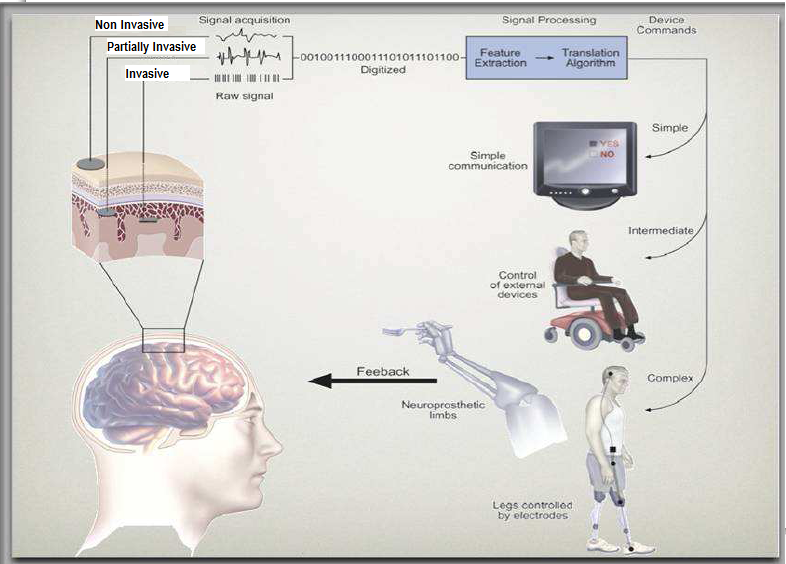 Non Invasive
Partially Invasive
Invasive
Signal acquisition
Raw signal
00100111000111010111011100
Digitized
Signal Processing
Feature
Extraction
Translation
Algorithm
Device
Commands
Simple
Simple
communication
YES
NO
Intermediate
Control
of external
devices
Complex
Feeback
Neuroprosthetic
limbs
Legs controlled
by electrodes